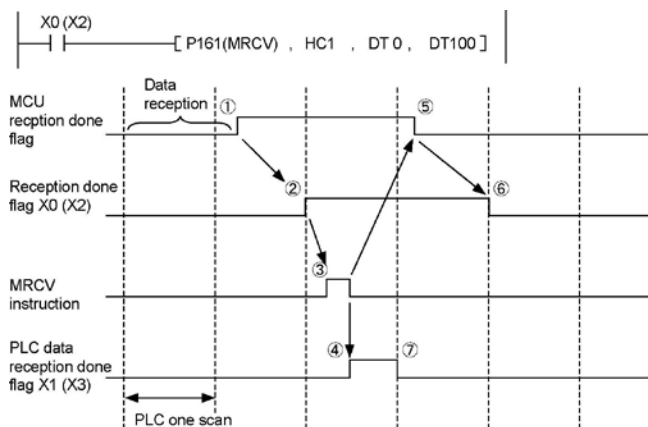 X0 (X2)
[ P161(MRCV) , HC1 , DT 0 , DT100 ]
Data
reception
MCU
recption done
flag
①
⑤
Reception done
flag X0 (X2)
②
⑥
MRCV
instruction
③
PLC data
reception done
flag X1 (X3)
④
⑦
PLC one scan